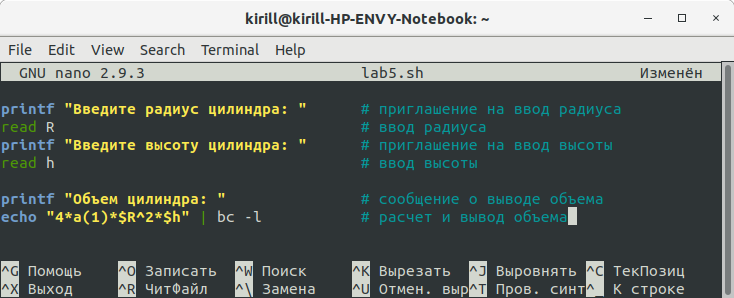 kirill@kirill-HP-ENVY-Notebook: ~
File Edit View Search Terminal Help
GNU nano 2.9.3 lab5.sh Изменён
printf "Введите радиус цилиндра: " # приглашение на ввод радиуса
read R # ввод радиуса
printf "Введите высоту цилиндра: " # приглашение на ввод высоты
read h # ввод высоты
printf "Объем цилиндра: " # сообщение о выводе объема
echo "4*a(1)*$R^2*$h" | bc -l # расчет и вывод объема
^G Помощь ^O Записать ^W Поиск ^K Вырезать ^J Выровнять ^C ТекПозиц
^X Выход ^R ЧитФайл ^\ Замена ^U Отмен. выр ^T Пров. синт ^_ К строке